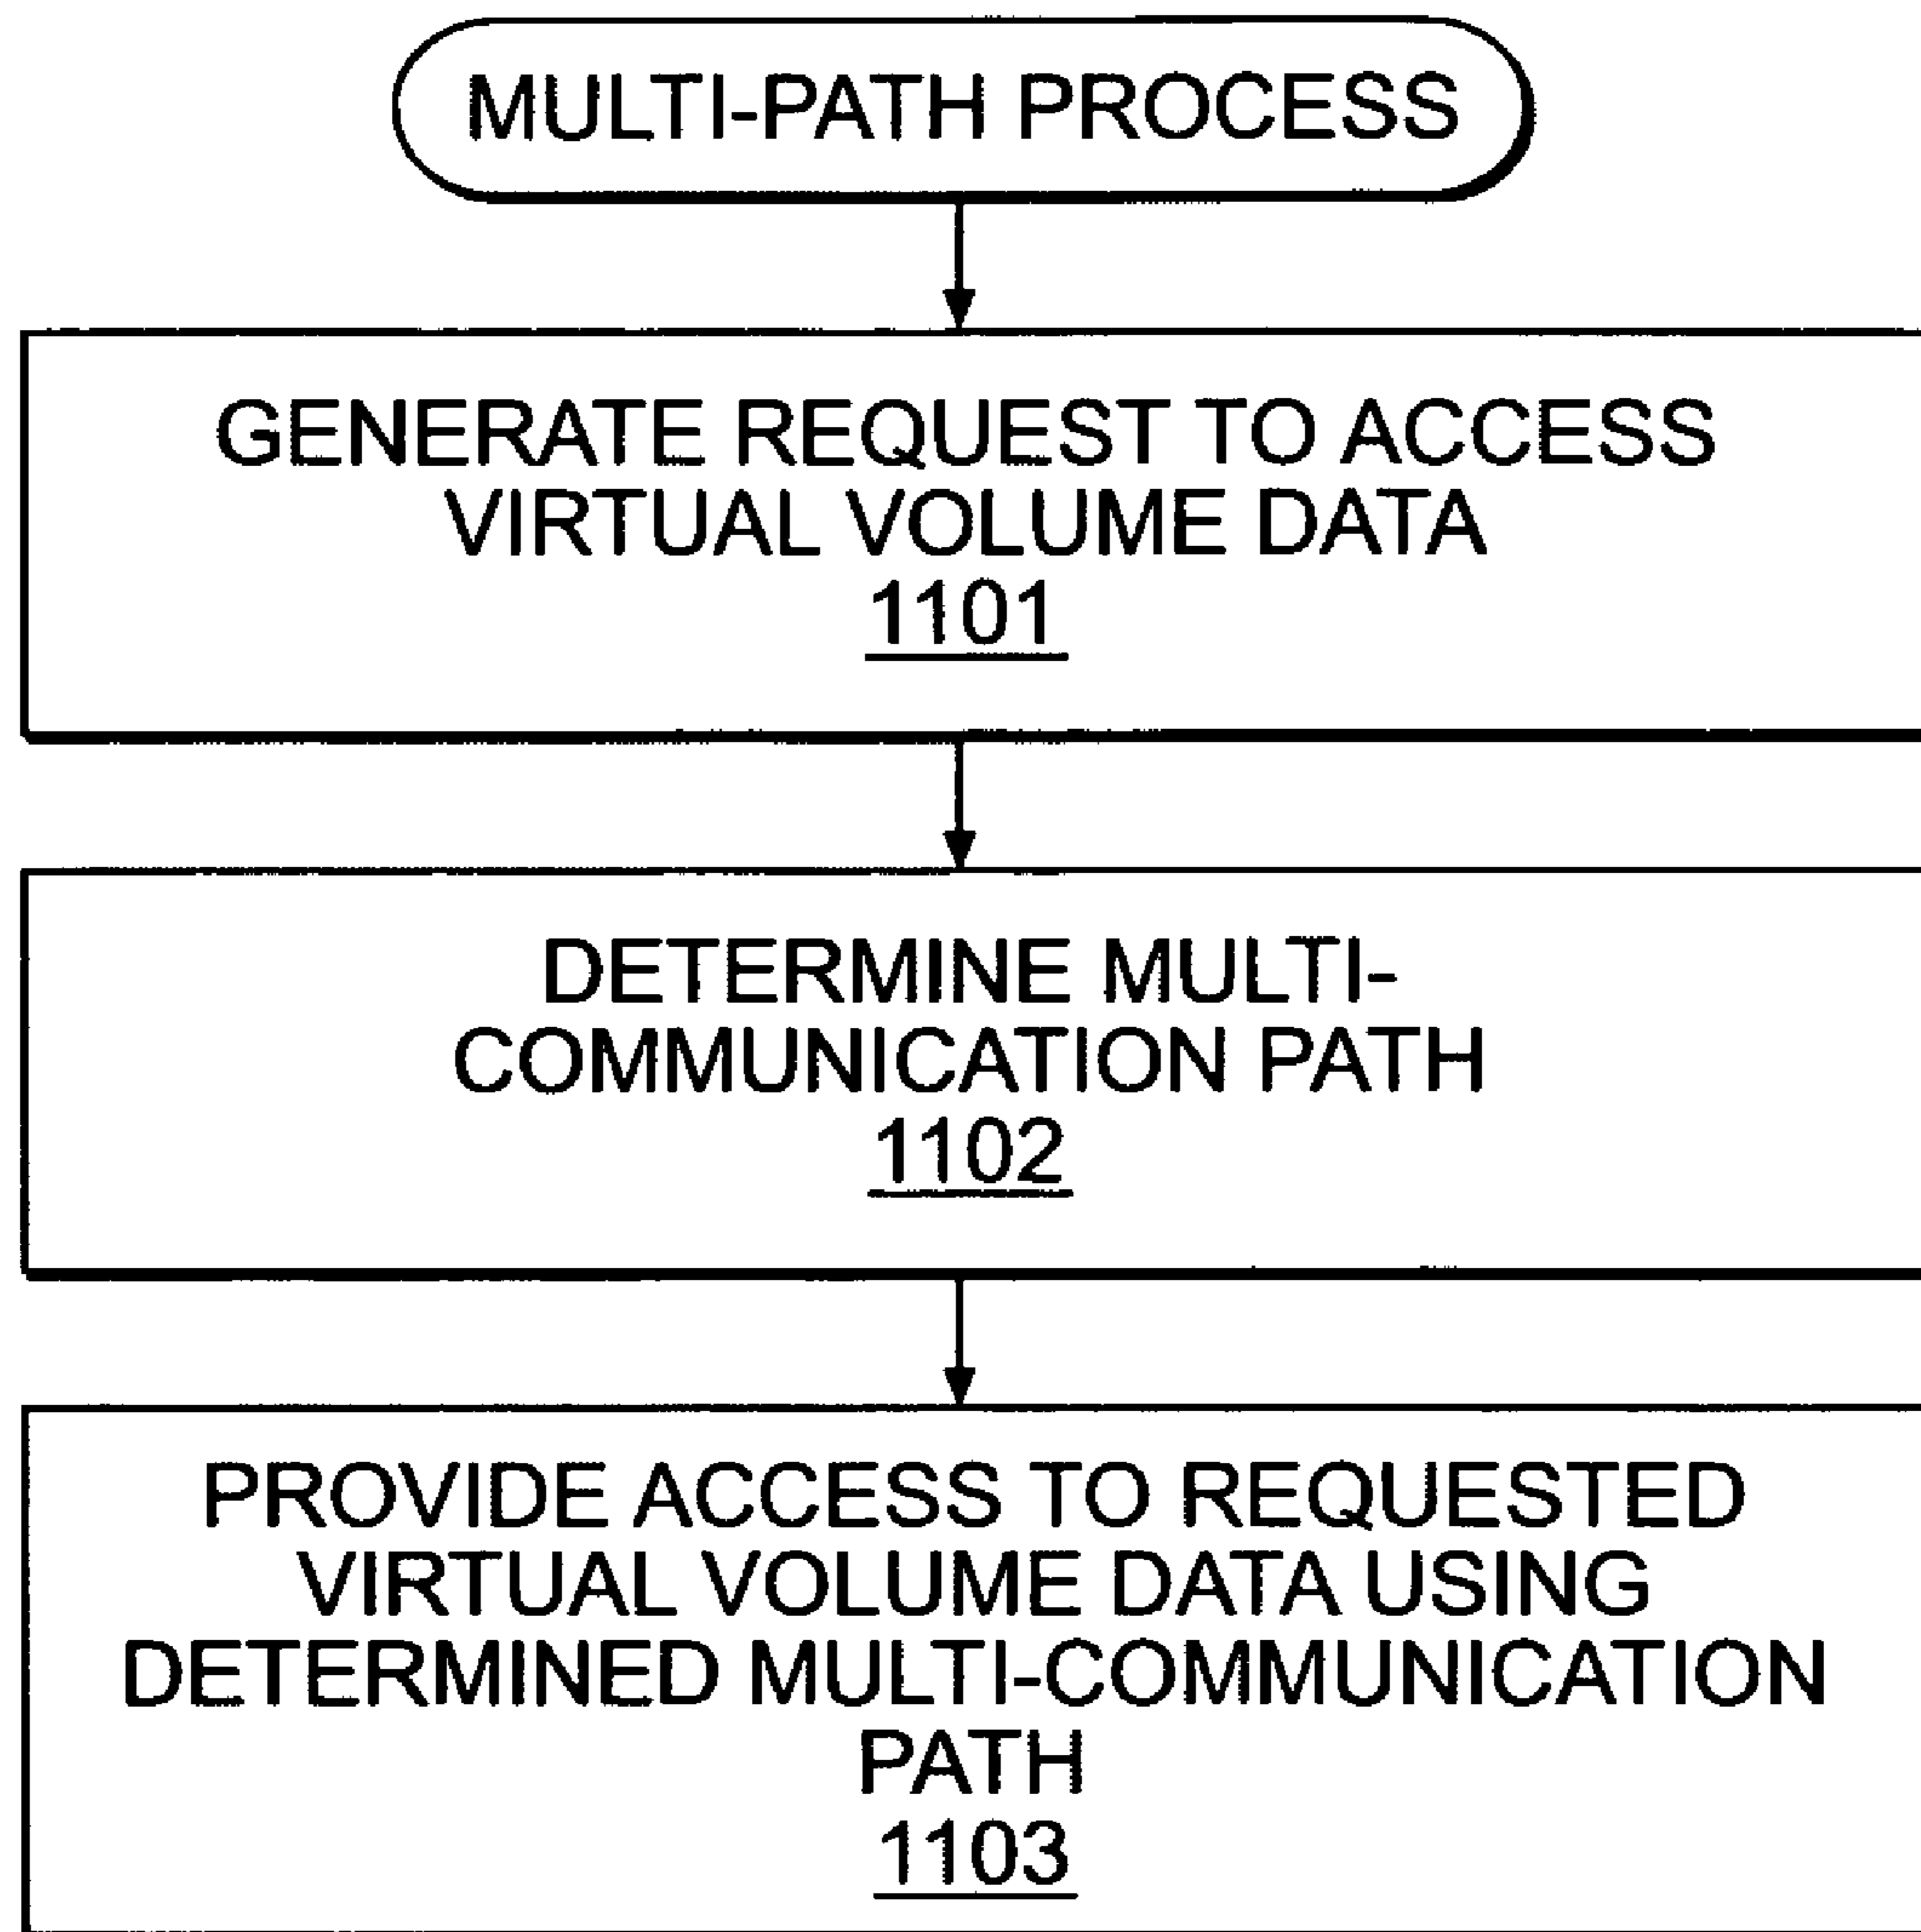 MULTI-PATH PROCESS
GENERATE REQUEST TO ACCESS
VIRTUAL VOLUME DATA
1101
DETERMINE MULTI-
COMMUNICATION PATH
1102
PROVIDE ACCESS TO REQUESTED
VIRTUAL VOLUME DATA USING
DETERMINED MULTI-COMMUNICATION
PATH
1103